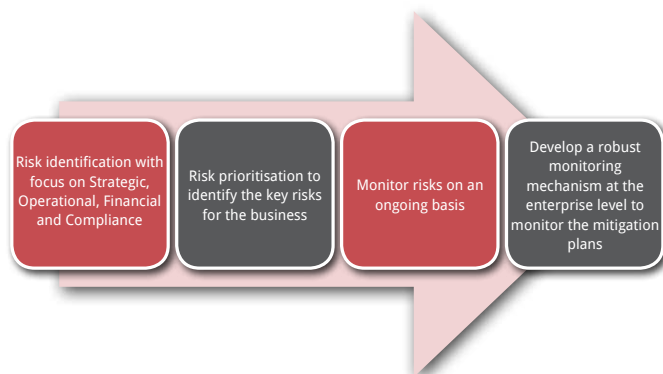 Risk identification with
focus on Strategic,
Operational, Financial
and Compliance
Risk prioritisation to
identify the key risks
for the business
Monitor risks on an
ongoing basis
Develop a robust
monitoring
mechanism at the
enterprise level to
monitor the mitigation
plans